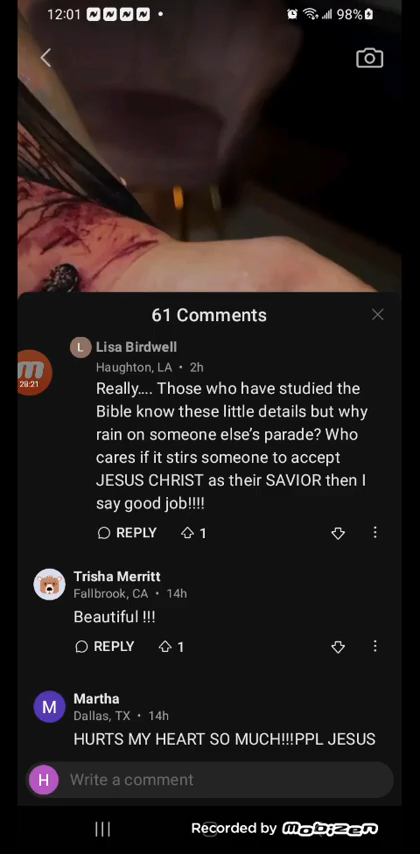 12:01 98%
61 Comments
L Lisa Birdwell
Haughton, LA • 2h
28:21
Really.... Those who have studied the
Bible know these little details but why
rain on someone else's parade? Who
cares if it stirs someone to accept
JESUS CHRIST as their SAVIOR then I
say good job!!!!
REPLY 1
Trisha Merritt
Fallbrook, CA • 14h
Beautiful !!!
REPLY 1
M Martha
Dallas, TX • 14h
HURTS MY HEART SO MUCH!!!PPL JESUS
H Write a comment
Recorded by MOBIZEN